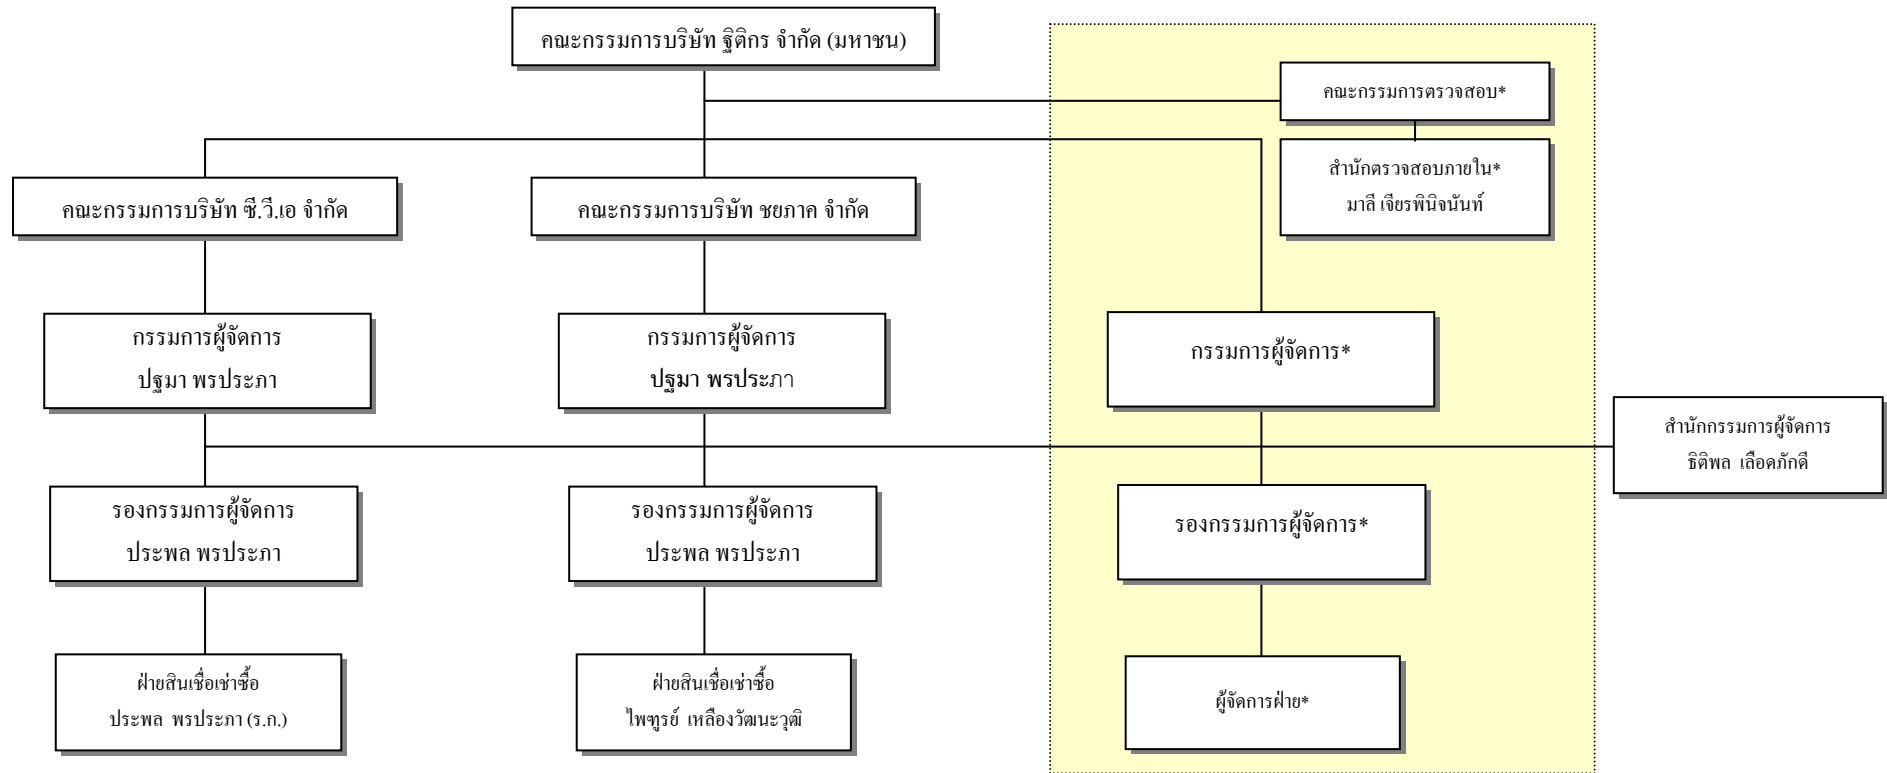 คณะกรรมการบริษัท ฐิติกร จำกัด (มหาชน)
คณะกรรมการตรวจสอบ*
สำนักตรวจสอบภายใน*
มาลี เจียรพินิจนันท์
คณะกรรมการบริษัท ซี.วี.เอ จำกัด
คณะกรรมการบริษัท ชยภาค จำกัด
กรรมการผู้จัดการ
ปฐมา พรประภา
กรรมการผู้จัดการ
ปฐมา พรประภา
กรรมการผู้จัดการ*
สำนักกรรมการผู้จัดการ
ธิติพล เลือดภักดี
รองกรรมการผู้จัดการ
ประพล พรประภา
รองกรรมการผู้จัดการ
ประพล พรประภา
รองกรรมการผู้จัดการ*
ฝ่ายสินเชื่อเช่าซื้อ
ประพล พรประภา (ร.ก.)
ฝ่ายสินเชื่อเช่าซื้อ
ไพฑูรย์ เหลืองวัฒนะวุฒิ
ผู้จัดการฝ่าย*